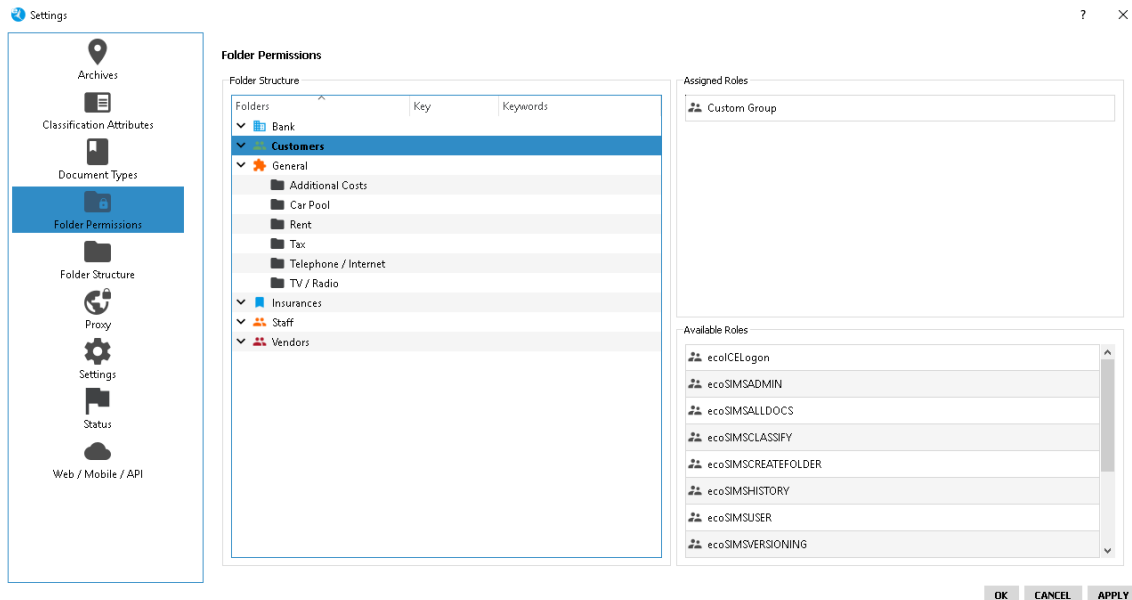 Settings
?
Archives
Classification Attributes
Document Types
Folder Permissions
Folder Structure
Proxy
Settings
Status
Web / Mobile / API
Folder Permissions
Folder Structure
Folders Key Keywords
Bank
Customers
General
Additional Costs
Car Pool
Rent
Tax
Telephone / Internet
TV / Radio
Insurances
Staff
Vendors
Assigned Roles
Custom Group
Available Roles
ecoICELogon
ecoSIMSADMIN
ecoSIMSALLDOCS
ecoSIMSCLASSIFY
ecoSIMSCREATEFOLDER
ecoSIMSHISTORY
ecoSIMSUSER
ecoSIMSVERSIONING
OK CANCEL APPLY